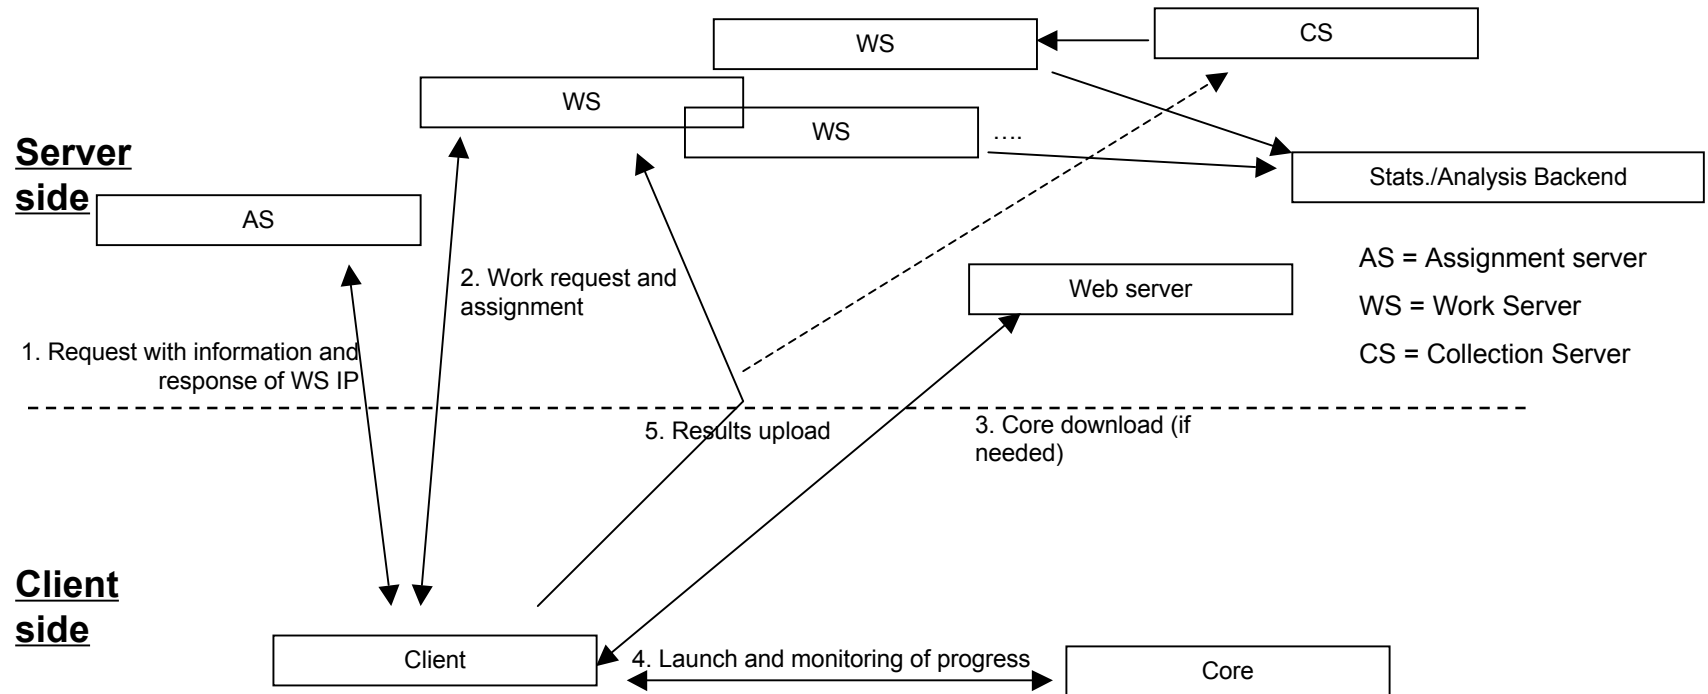 WS
CS
WS
WS
....
Server
side
Stats./Analysis Backend
AS
AS = Assignment server
2. Work request and
assignment
Web server
WS = Work Server
1. Request with information and
response of WS IP
CS = Collection Server
5. Results upload
3. Core download (if
needed)
Client
side
Client
4. Launch and monitoring of progress
Core